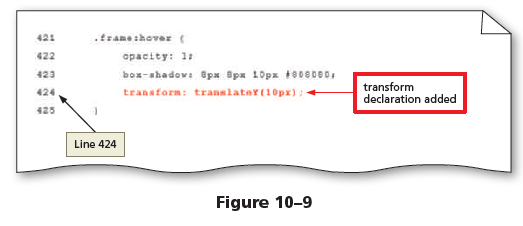 421 .frame:hover {
422 opacity: 1;
423 box-shadow: 8px 8px 10px #808080;
424 transform: translateY(10px);
425 }
transform
declaration added
Line 424
Figure 10–9